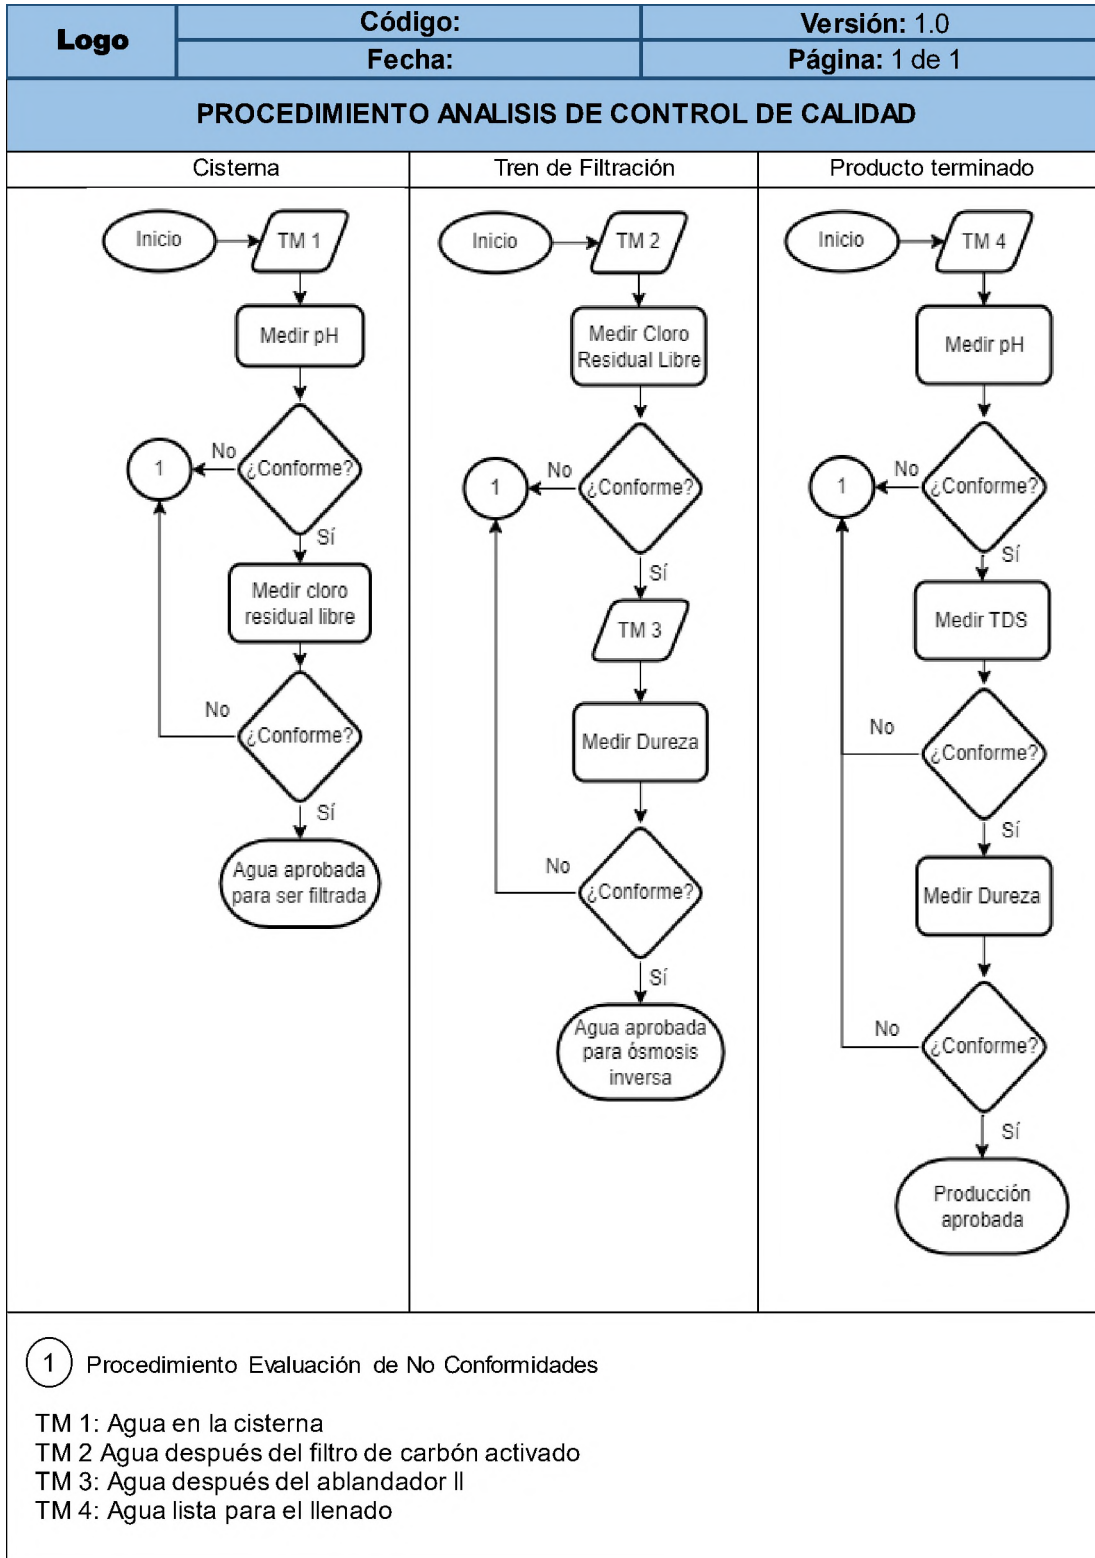 Logo
Código:
Versión: 1.0
Fecha:
Página: 1 de 1
PROCEDIMIENTO ANALISIS DE CONTROL DE CALIDAD
Cisterna
Inicio
TM 1
Medir pH
¿Conforme?
No
1
Sí
Medir cloro
residual libre
¿Conforme?
No
Sí
Agua aprobada
para ser filtrada
Tren de Filtración
Inicio
TM 2
Medir Cloro
Residual Libre
¿Conforme?
No
1
Sí
TM 3
Medir Dureza
¿Conforme?
No
Sí
Agua aprobada
para ósmosis
inversa
Producto terminado
Inicio
TM 4
Medir pH
¿Conforme?
No
1
Sí
Medir TDS
¿Conforme?
No
Sí
Medir Dureza
¿Conforme?
No
Sí
Producción
aprobada
1 Procedimiento Evaluación de No Conformidades
TM 1: Agua en la cisterna
TM 2 Agua después del filtro de carbón activado
TM 3: Agua después del ablandador II
TM 4: Agua lista para el llenado